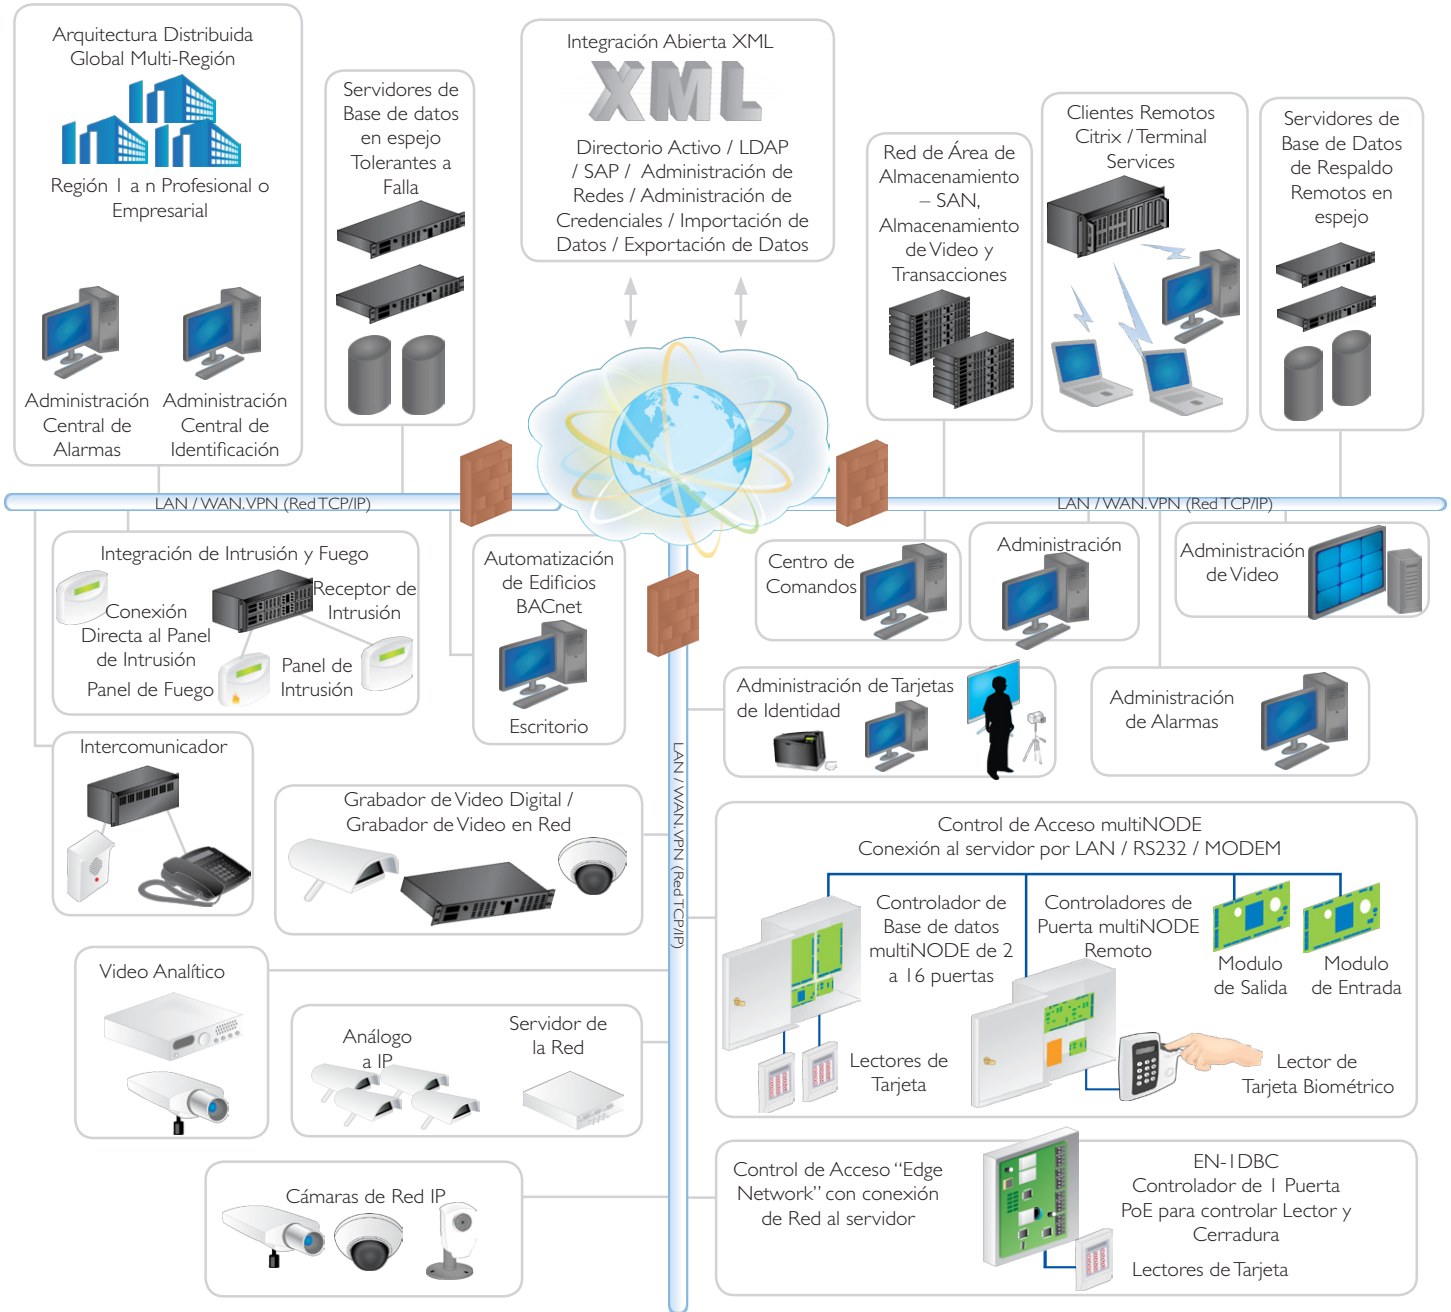 Arquitectura Distribuida
Global Multi-Región
Región 1 a n Profesional o
Empresarial
Administración
Central de
Alarmas
Administración
Central de
Identificación
Servidores de
Base de datos
en espejo
Tolerantes a
Falla
Integración Abierta XML
XML
Directorio Activo / LDAP
/ SAP / Administración de
Redes / Administración de
Credenciales / Importación de
Datos / Exportación de Datos
Red de Área de
Almacenamiento
– SAN,
Almacenamiento
de Video y
Transacciones
Clientes Remotos
Citrix / Terminal
Services
Servidores de
Base de Datos
de Respaldo
Remotos en
espejo
LAN / WAN.VPN (Red TCP/IP)
LAN / WAN.VPN (Red TCP/IP)
Integración de Intrusión y Fuego
Receptor de
Intrusión
Conexión
Directa al Panel
de Intrusión
Panel de Fuego
Panel de
Intrusión
Automatización
de Edificios
BACnet
Escritorio
Centro de
Comandos
Administración
Administración
de Video
Administración de Tarjetas
de Identidad
Administración
de Alarmas
Intercomunicador
Grabador de Video Digital /
Grabador de Video en Red
LAN / WAN.VPN (Red TCP/IP)
Control de Acceso multiNODE
Conexión al servidor por LAN / RS232 / MODEM
Controlador de
Base de datos
multiNODE de 2
a 16 puertas
Controladores de
Puerta multiNODE
Remoto
Modulo
de Salida
Modulo
de Entrada
Lectores de
Tarjeta
Lector de
Tarjeta Biométrico
Video Analítico
Análogo
a IP
Servidor de
la Red
Cámaras de Red IP
Control de Acceso “Edge
Network” con conexión
de Red al servidor
EN-1DBC
Controlador de 1 Puerta
PoE para controlar Lector y
Cerradura
Lectores de Tarjeta